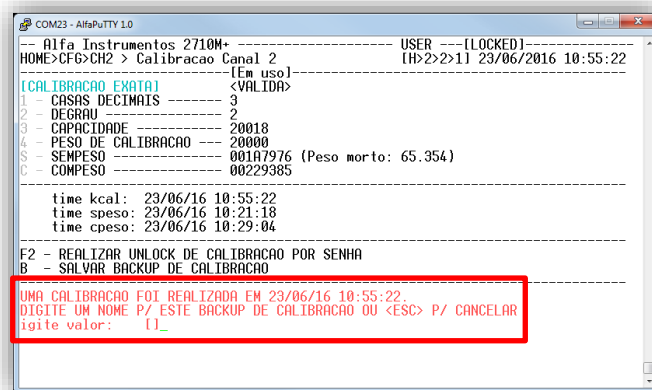 COM23 - AlfaPuTTY 1.0
-- Alfa Instrumentos 2710M+ ------------------- USER ---[LOCKED]----
HOME>CFG>CH2 > Calibracao Canal 2 [H>2>2>1] 23/06/2016 10:55:22
--------------------------[Em uso]----------------------------------
[CALIBRACAO EXATA] <VALIDA>
1 - CASAS DECIMAIS ------- 3
2 - DEGRAU --------------- 2
3 - CAPACIDADE ----------- 20018
4 - PESO DE CALIBRACAO --- 20000
S - SEMPESO -------------- 001A7976 (Peso morto: 65.354)
C - COMPESO -------------- 00229385
--------------------------------------------------------------------
time kcal: 23/06/16 10:55:22
time speso: 23/06/16 10:21:18
time cpeso: 23/06/16 10:29:04
--------------------------------------------------------------------
F2 - REALIZAR UNLOCK DE CALIBRACAO POR SENHA
B - SALVAR BACKUP DE CALIBRACAO
--------------------------------------------------------------------
UMA CALIBRACAO FOI REALIZADA EM 23/06/16 10:55:22.
DIGITE UM NOME P/ ESTE BACKUP DE CALIBRACAO OU <ESC> P/ CANCELAR
igite valor: []_